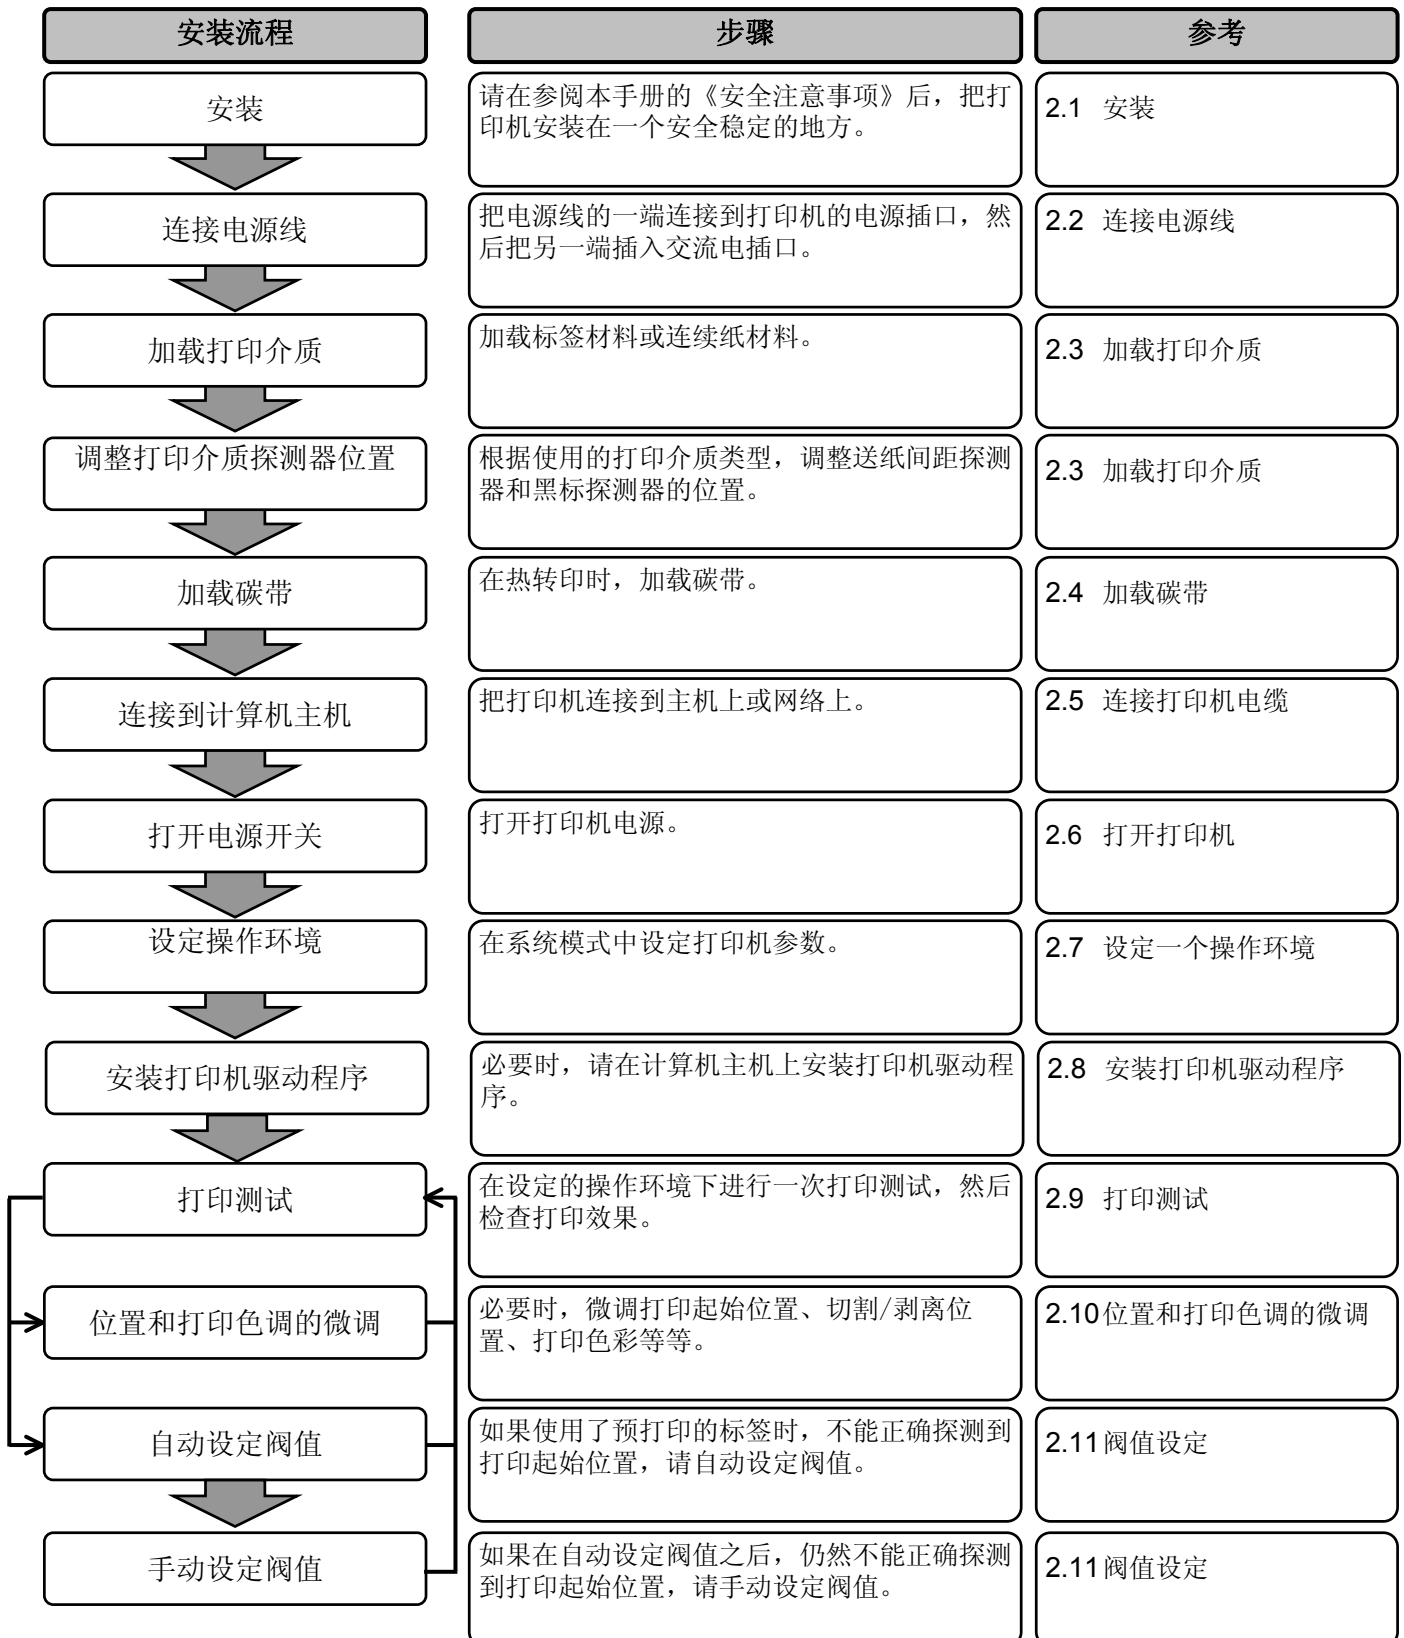 安装流程
步骤
参考
安装
请在参阅本手册的《安全注意事项》后，把打
印机安装在一个安全稳定的地方。
2.1 安装
连接电源线
把电源线的一端连接到打印机的电源插口，然
后把另一端插入交流电插口。
2.2 连接电源线
加载打印介质
加载标签材料或连续纸材料。
2.3 加载打印介质
调整打印介质探测器位置
根据使用的打印介质类型，调整送纸间距探测
器和黑标探测器的位置。
2.3 加载打印介质
加载碳带
在热转印时，加载碳带。
2.4 加载碳带
连接到计算机主机
把打印机连接到主机上或网络上。
2.5 连接打印机电缆
打开电源开关
打开打印机电源。
2.6 打开打印机
设定操作环境
在系统模式中设定打印机参数。
2.7 设定一个操作环境
安装打印机驱动程序
必要时，请在计算机主机上安装打印机驱动程
序。
2.8 安装打印机驱动程序
打印测试
在设定的操作环境下进行一次打印测试，然后
检查打印效果。
2.9 打印测试
位置和打印色调的微调
必要时，微调打印起始位置、切割/剥离位
置、打印色彩等等。
2.10位置和打印色调的微调
自动设定阀值
如果使用了预打印的标签时，不能正确探测到
打印起始位置，请自动设定阀值。
2.11阀值设定
手动设定阀值
如果在自动设定阀值之后，仍然不能正确探测
到打印起始位置，请手动设定阀值。
2.11阀值设定